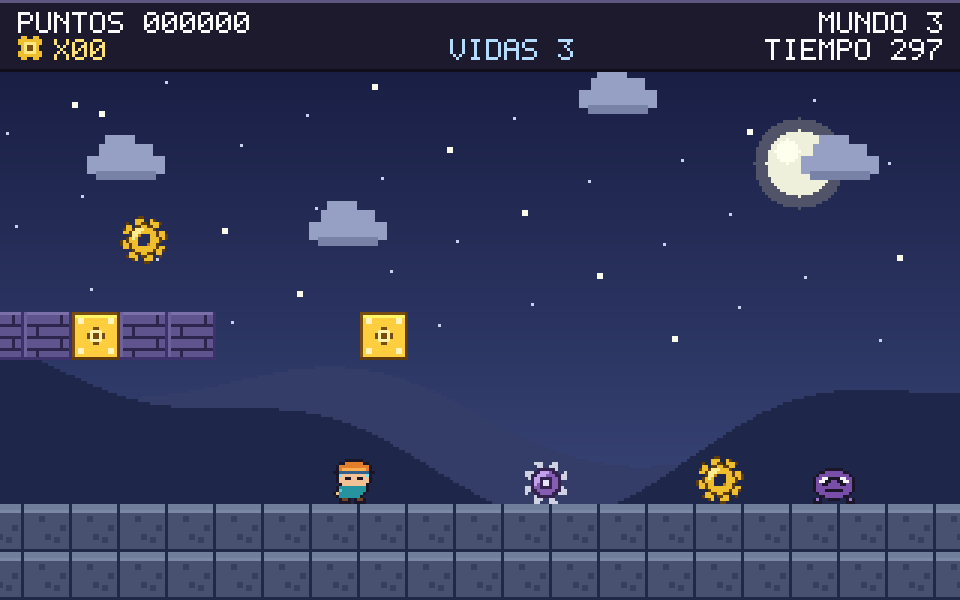 PUNTOS 000000
X00
VIDAS 3
MUNDO 3
TIEMPO 297